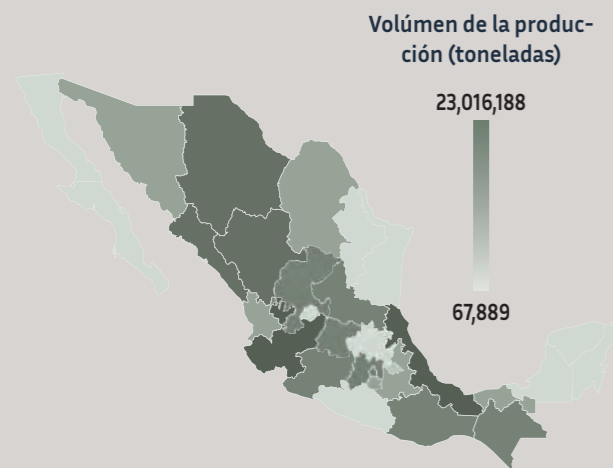 Volúmen de la produc-
ción (toneladas)
23,016,188
67,889